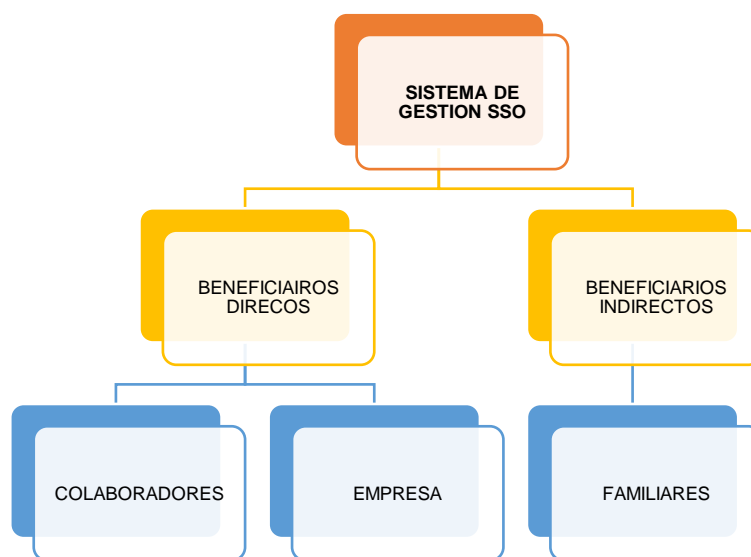 SISTEMA DE
GESTION SSO
BENEFICIAIROS
DIRECOS
BENEFICIARIOS
INDIRECTOS
COLABORADORES
EMPRESA
FAMILIARES